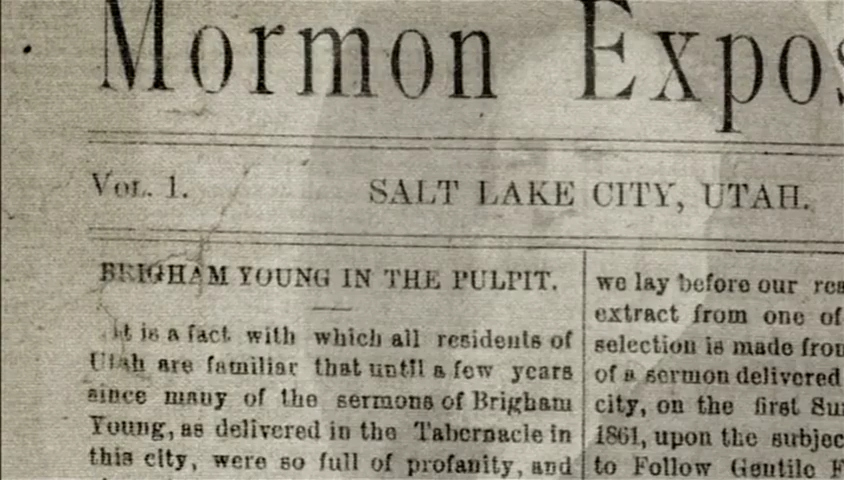 Mormon Expos
VOL. 1.
SALT LAKE CITY, UTAH.
BRIGHAM YOUNG IN THE PULPIT.
It is a fact with which all residents of
Utah are familiar that until a few years
since many of the sermons of Brigham
Young, as delivered in the Tabernacle in
this city, were so full of profanity, and
we lay before our rea
extract from one of
selection is made from
of a sermon delivered
city, on the first Su
1861, upon the subjec
to Follow Gentile F